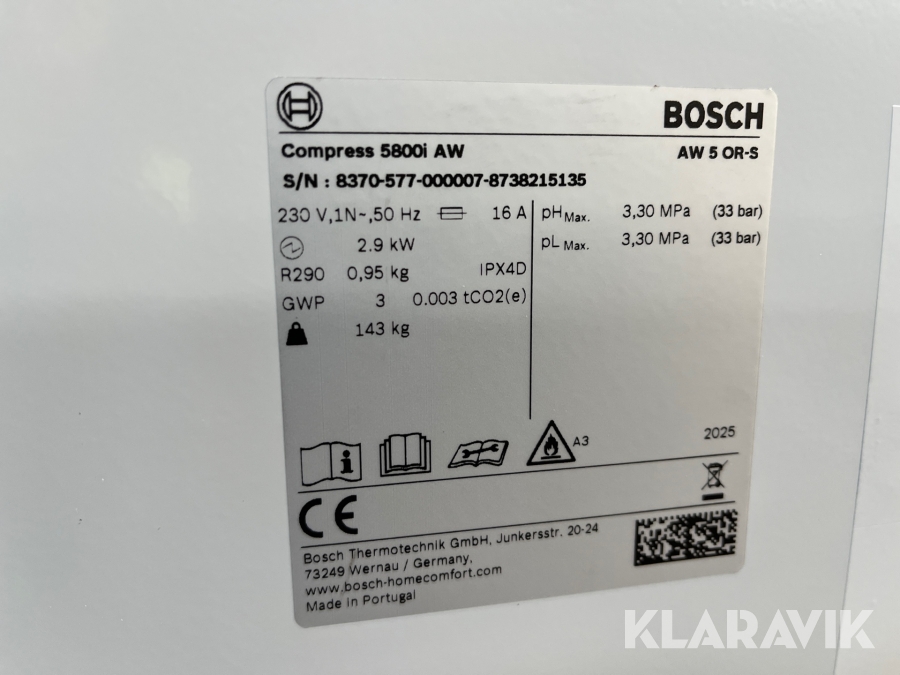 BOSCH
Compress 5800i AW
AW 5 OR-S
S/N : 8370-577-000007-8738215135
230 V,1N~,50 Hz 16 A
2.9 kW
R290 0,95 kg IPX4D
GWP 3 0.003 tCO2(e)
143 kg
pHMax. 3,30 MPa (33 bar)
pL Max. 3,30 MPa (33 bar)
A3
2025
CE
Bosch Thermotechnik GmbH, Junkersstr. 20-24
73249 Wernau / Germany,
www.bosch-homecomfort.com
Made in Portugal
KLARAVIK